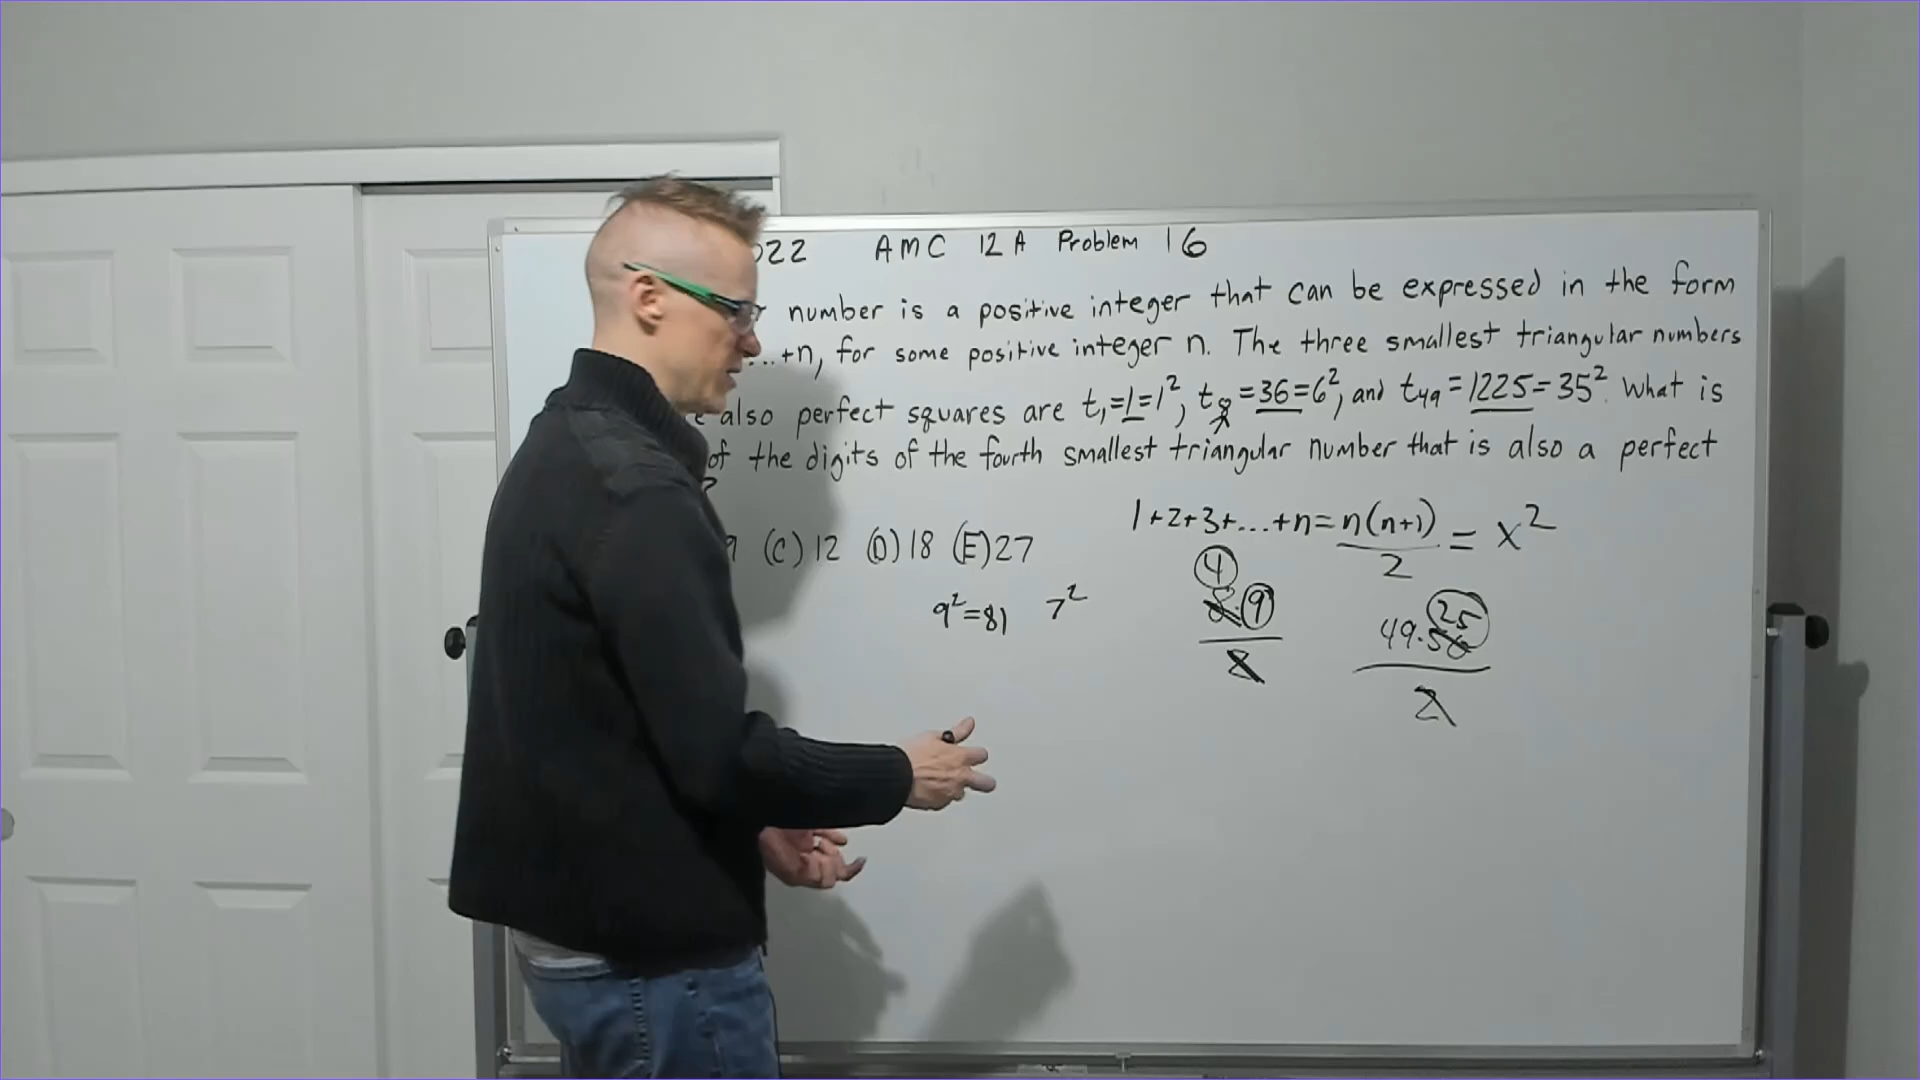 022 AMC 12A Problem 16
number is a positive integer that can be expressed in the form
...+n, for some positive integer n. The three smallest triangular numbers
also perfect squares are t₁=1=1², t₈=36=6², and t₄₉=1225=35². What is
of the digits of the fourth smallest triangular number that is also a perfect
?
9 (C) 12 (D) 18 (E) 27
1+2+3+...+n = n(n+1)/2 = x²
9²=81 7²
4
8·9
2
25
49·50
2